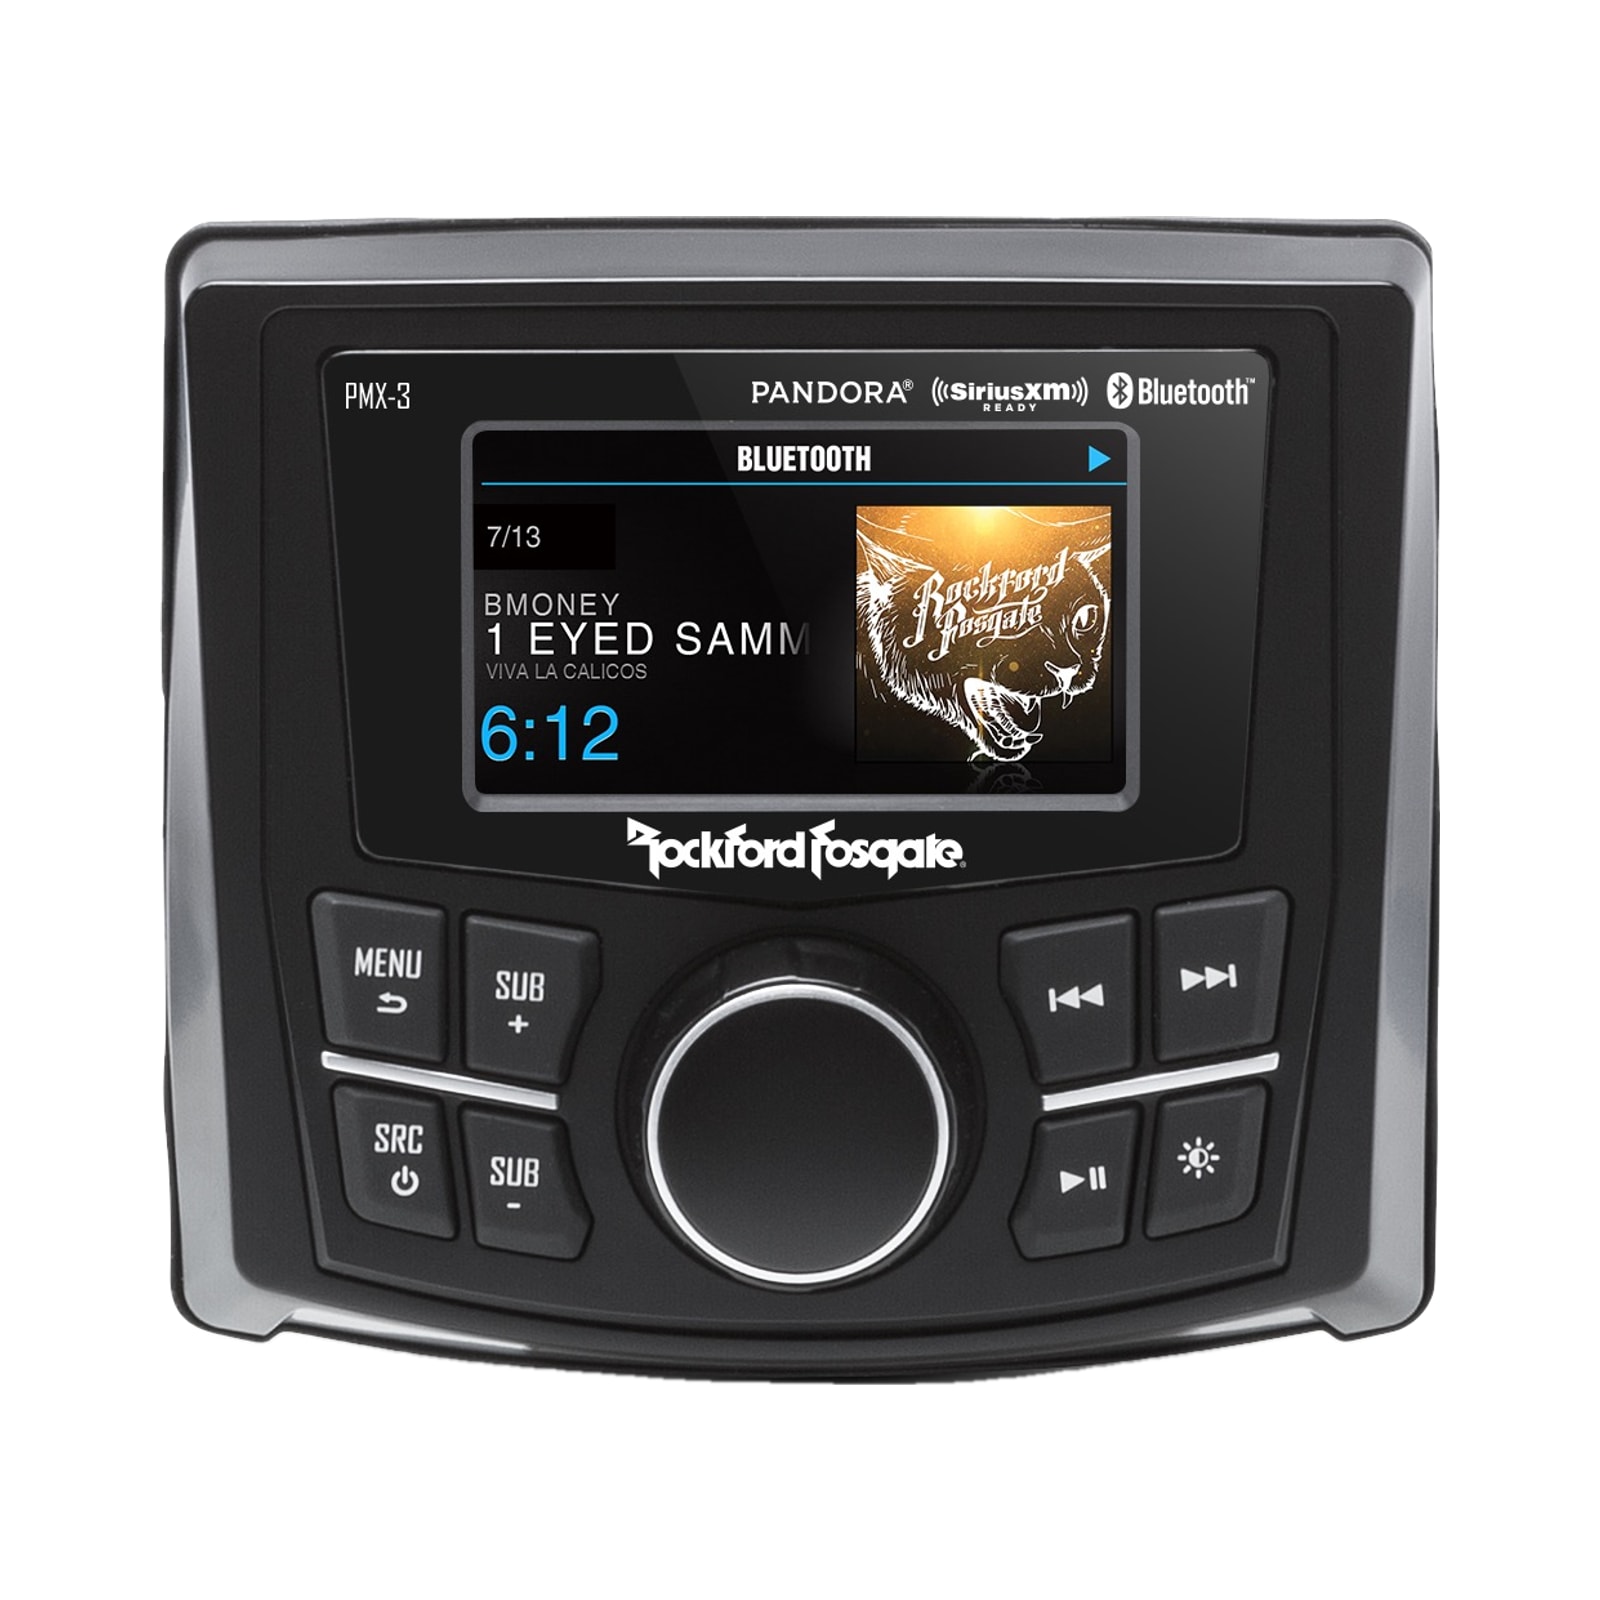 PMX-3
PANDORA®
SiriusXM
READY
Bluetooth™
BLUETOOTH
7/13
BMONEY
1 EYED SAMM
VIVA LA CALICOS
6:12
Rockford
Fosgate
Rockford Fosgate®
MENU
SUB
+
SRC
SUB
-